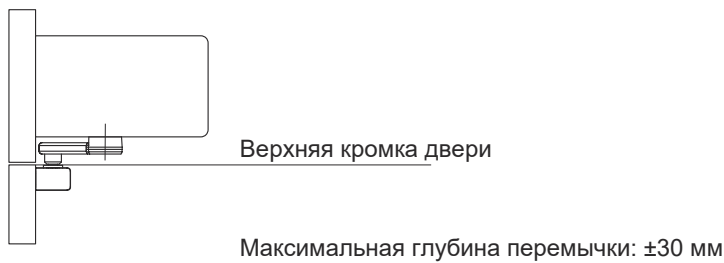 Верхняя кромка двери
Максимальная глубина перемычки: ±30 мм